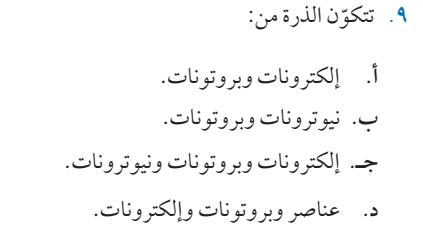 ٩. تتكوّن الذرة من:
أ. إلكترونات وبروتونات.
ب. نيوترونات وبروتونات.
جـ. إلكترونات وبروتونات ونيوترونات.
د. عناصر وبروتونات وإلكترونات.